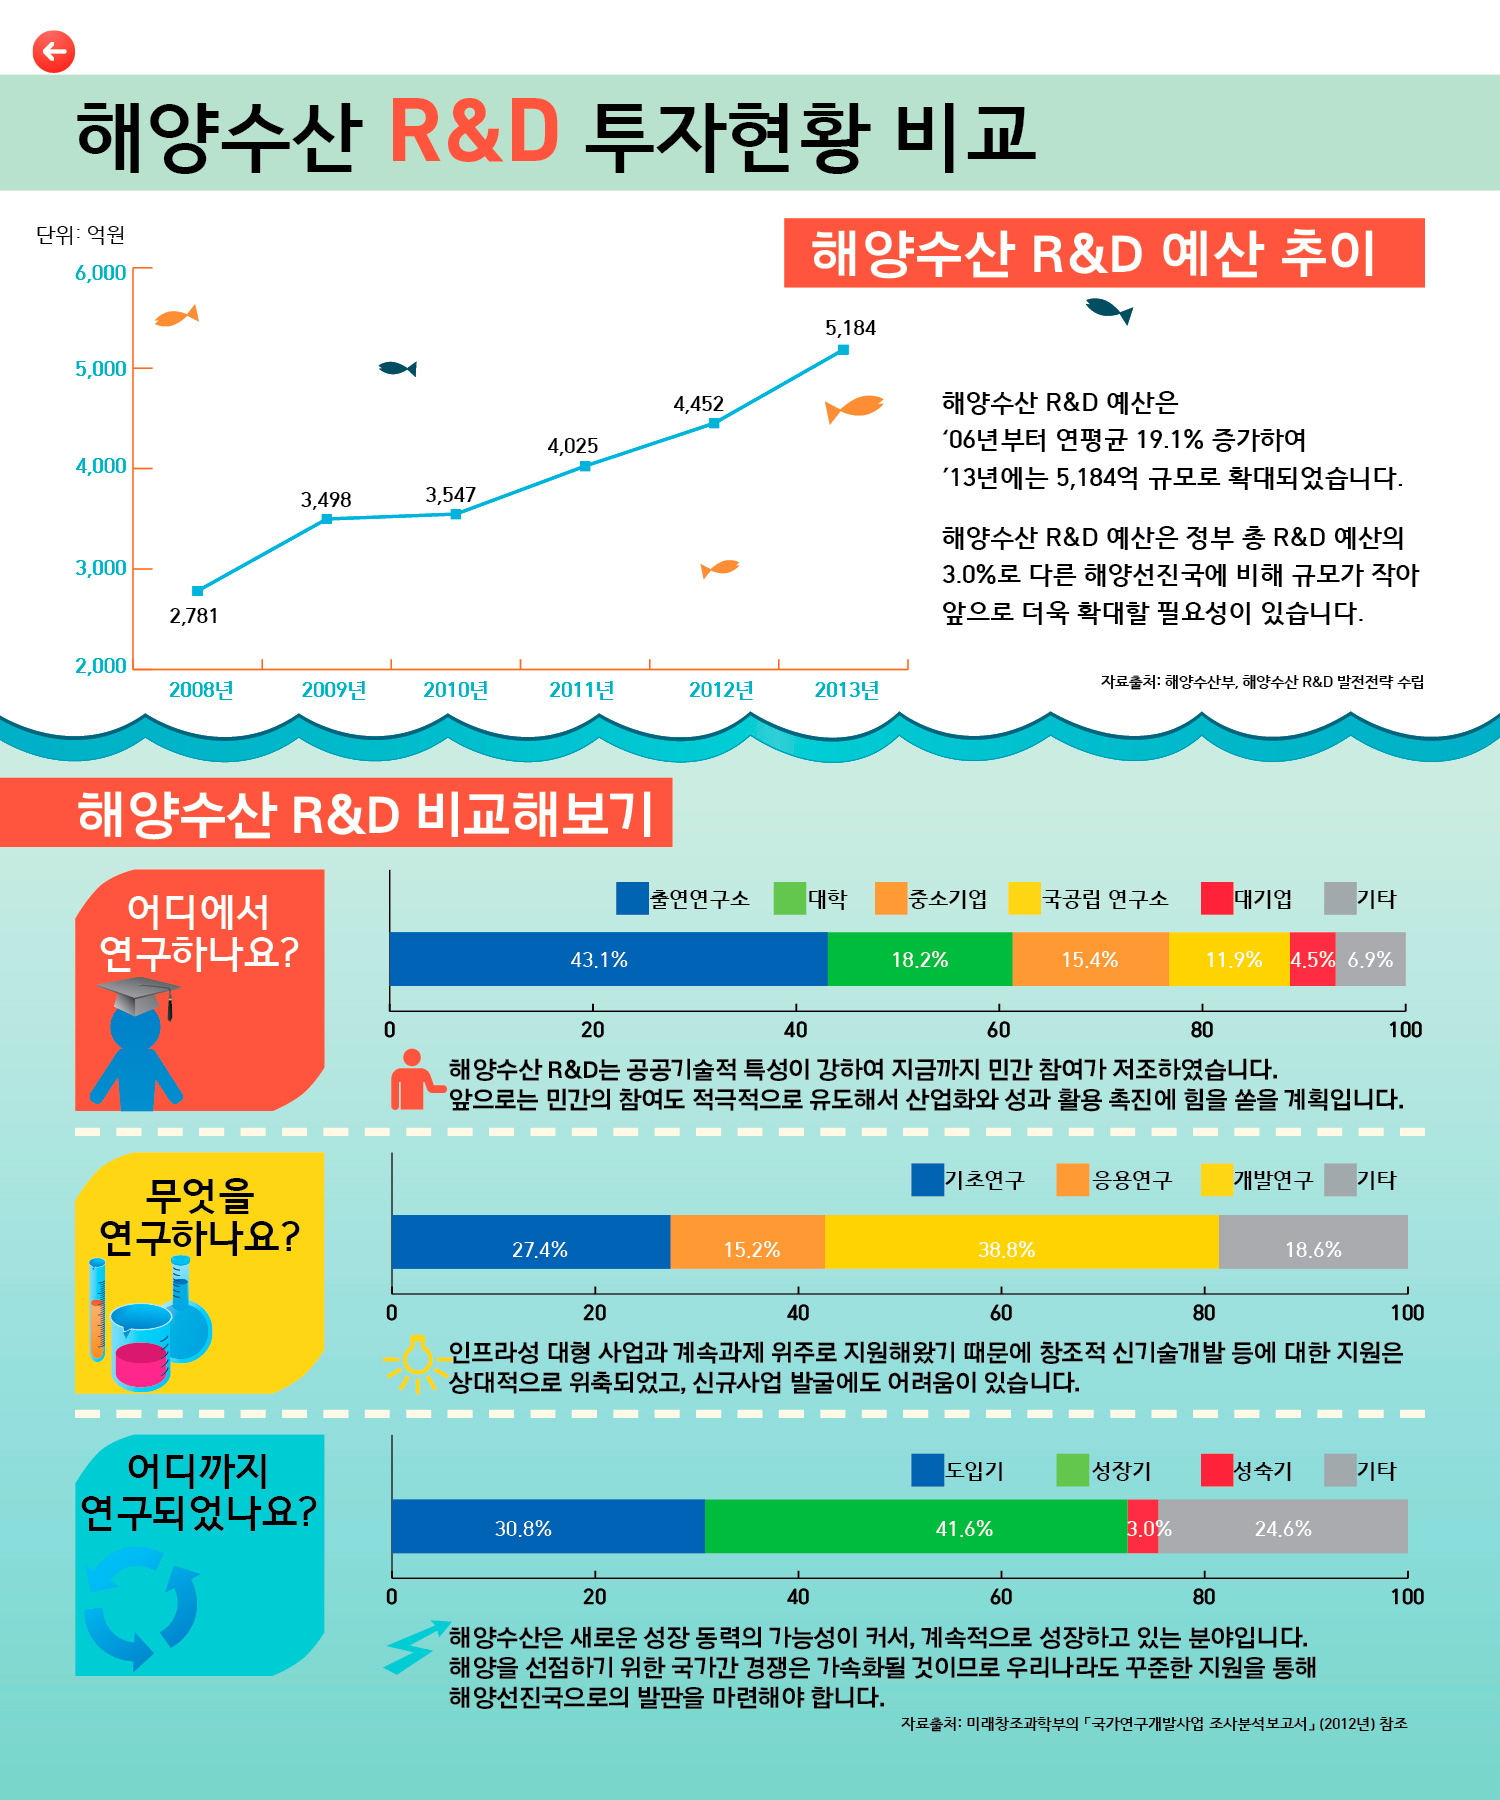 해양수산 R&D 투자현황 비교
단위: 억원
해양수산 R&D 예산 추이
6,000
5,000
4,000
3,000
2,000
2,781
3,498
3,547
4,025
4,452
5,184
2008년 2009년 2010년 2011년 2012년 2013년
해양수산 R&D 예산은
‘06년부터 연평균 19.1% 증가하여
′13년에는 5,184억 규모로 확대되었습니다.
해양수산 R&D 예산은 정부 총 R&D 예산의
3.0%로 다른 해양선진국에 비해 규모가 작아
앞으로 더욱 확대할 필요성이 있습니다.
자료출처: 해양수산부, 해양수산 R&D 발전전략 수립
해양수산 R&D 비교해보기
어디에서
연구하나요?
출연연구소 대학 중소기업 국공립 연구소 대기업 기타
43.1% 18.2% 15.4% 11.9% 4.5% 6.9%
0 20 40 60 80 100
해양수산 R&D는 공공기술적 특성이 강하여 지금까지 민간 참여가 저조하였습니다.
앞으로는 민간의 참여도 적극적으로 유도해서 산업화와 성과 활용 촉진에 힘을 쏟을 계획입니다.
무엇을
연구하나요?
기초연구 응용연구 개발연구 기타
27.4% 15.2% 38.8% 18.6%
0 20 40 60 80 100
인프라성 대형 사업과 계속과제 위주로 지원해왔기 때문에 창조적 신기술개발 등에 대한 지원은
상대적으로 위축되었고, 신규사업 발굴에도 어려움이 있습니다.
어디까지
연구되었나요?
도입기 성장기 성숙기 기타
30.8% 41.6% 3.0% 24.6%
0 20 40 60 80 100
해양수산은 새로운 성장 동력의 가능성이 커서, 계속적으로 성장하고 있는 분야입니다.
해양을 선점하기 위한 국가간 경쟁은 가속화될 것이므로 우리나라도 꾸준한 지원을 통해
해양선진국으로의 발판을 마련해야 합니다.
자료출처: 미래창조과학부의 「국가연구개발사업 조사분석보고서」 (2012년) 참조